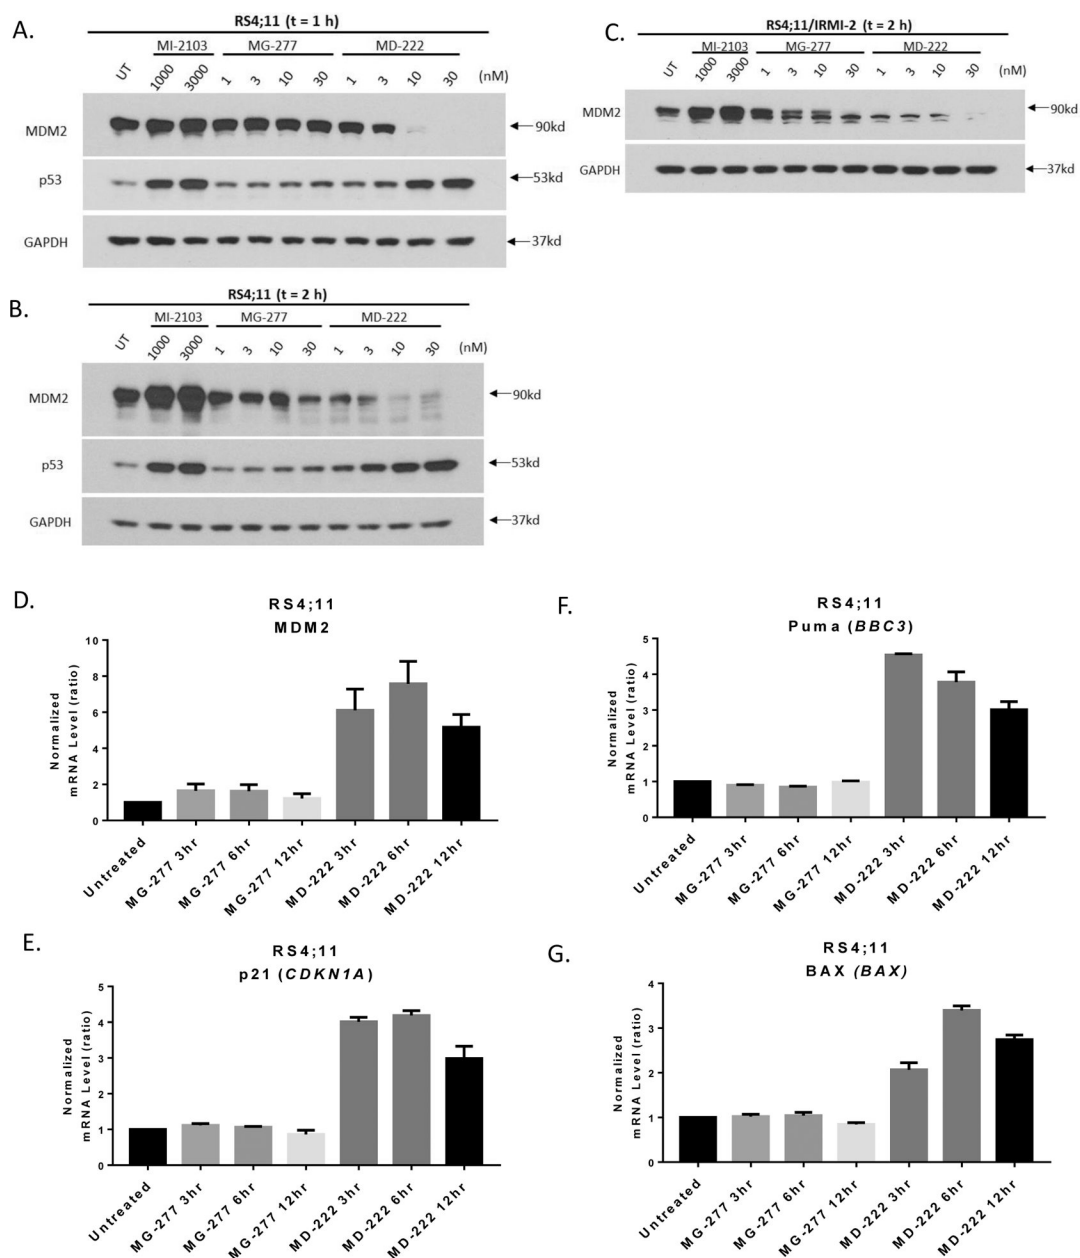 A.
RS4;11 (t = 1 h)
MI-2103 MG-277 MD-222
UT 1000 3000 1 3 10 30 1 3 10 30 (nM)
MDM2 90kd
p53 53kd
GAPDH 37kd
B.
RS4;11 (t = 2 h)
MI-2103 MG-277 MD-222
UT 1000 3000 1 3 10 30 1 3 10 30 (nM)
MDM2 90kd
p53 53kd
GAPDH 37kd
C.
RS4;11/IRMI-2 (t = 2 h)
MI-2103 MG-277 MD-222
UT 1000 3000 1 3 10 30 1 3 10 30 (nM)
MDM2 90kd
GAPDH 37kd
D.
RS4;11
MDM2
Normalized
mRNA Level (ratio)
10
8
6
4
2
0
Untreated MG-277 3hr MG-277 6hr MG-277 12hr MD-222 3hr MD-222 6hr MD-222 12hr
E.
RS4;11
p21 (CDKN1A)
Normalized
mRNA Level (ratio)
5
4
3
2
1
0
Untreated MG-277 3hr MG-277 6hr MG-277 12hr MD-222 3hr MD-222 6hr MD-222 12hr
F.
RS4;11
Puma (BBC3)
Normalized
mRNA Level (ratio)
5
4
3
2
1
0
Untreated MG-277 3hr MG-277 6hr MG-277 12hr MD-222 3hr MD-222 6hr MD-222 12hr
G.
RS4;11
BAX (BAX)
Normalized
mRNA Level (ratio)
4
3
2
1
0
Untreated MG-277 3hr MG-277 6hr MG-277 12hr MD-222 3hr MD-222 6hr MD-222 12hr